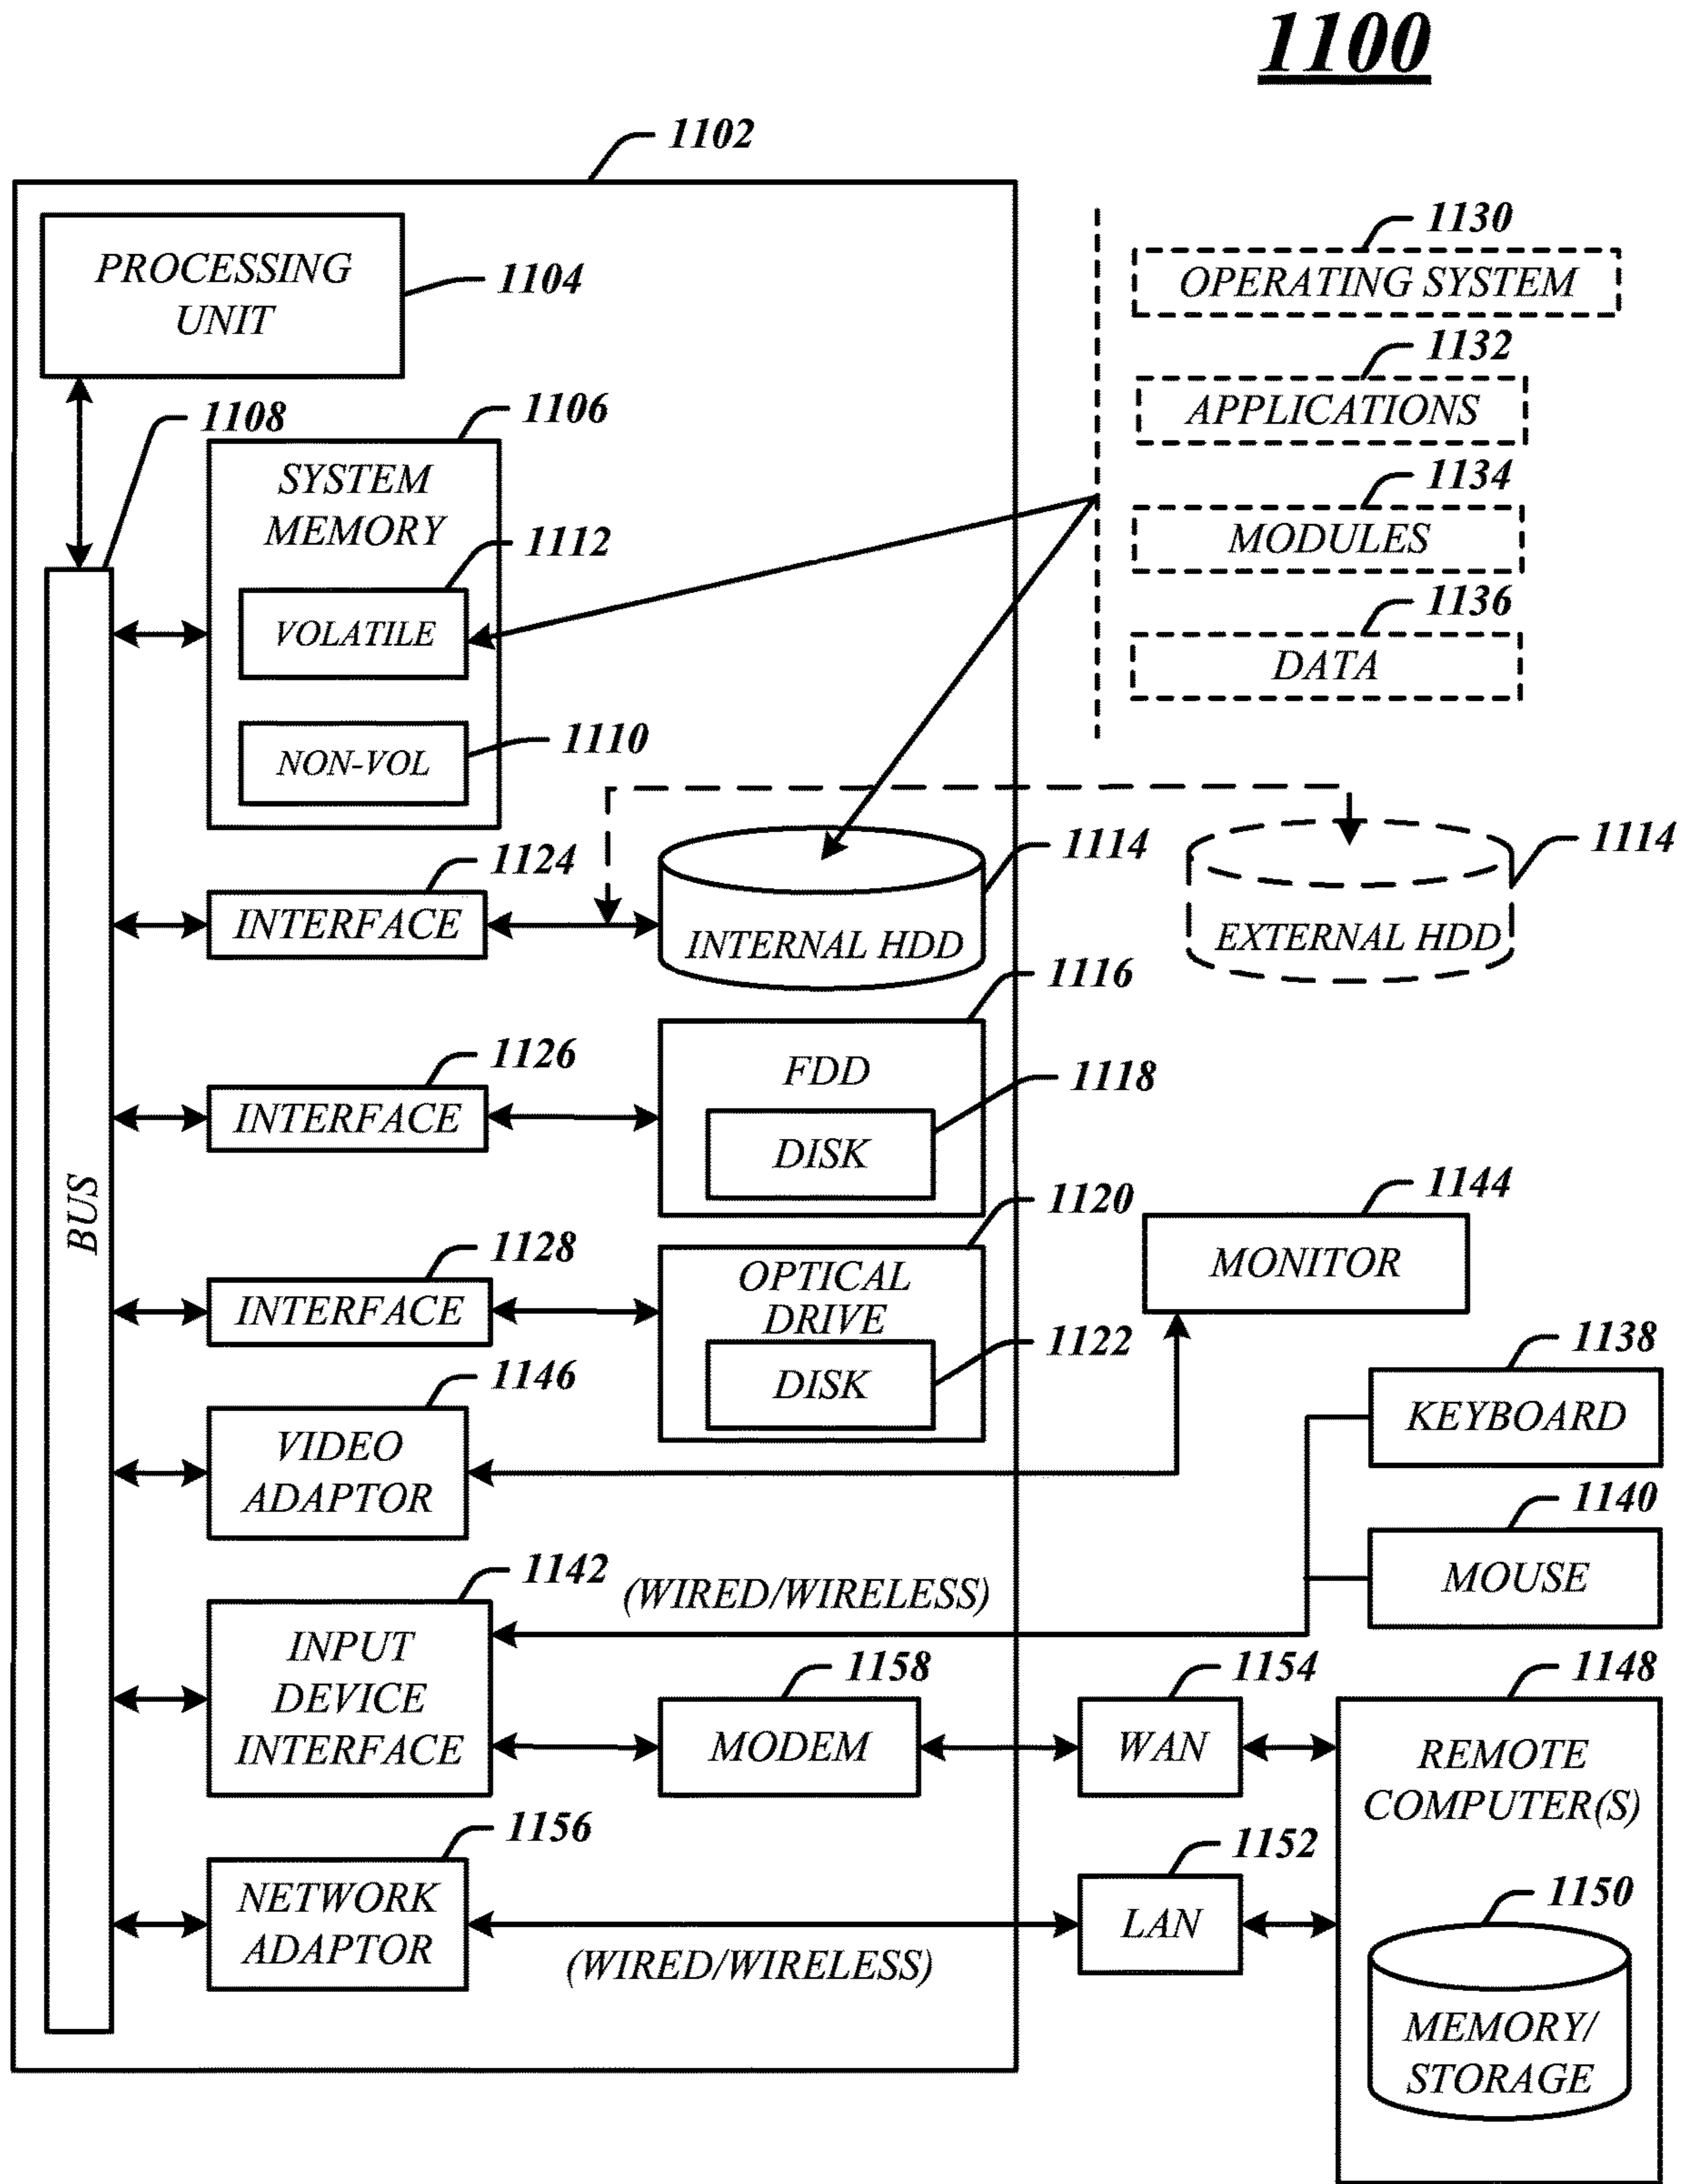 1100
1102
PROCESSING
UNIT
1104
1108
1106
SYSTEM
MEMORY
1112
VOLATILE
1110
NON-VOL
1130
OPERATING SYSTEM
1132
APPLICATIONS
1134
MODULES
1136
DATA
1124
INTERFACE
1114
INTERNAL HDD
1114
EXTERNAL HDD
1126
INTERFACE
1116
FDD
1118
DISK
BUS
1128
INTERFACE
1120
OPTICAL
DRIVE
1122
DISK
1144
MONITOR
1146
VIDEO
ADAPTOR
1138
KEYBOARD
1140
MOUSE
1142
INPUT
DEVICE
INTERFACE
(WIRED/WIRELESS)
1158
MODEM
1154
WAN
1148
REMOTE
COMPUTER(S)
1156
NETWORK
ADAPTOR
(WIRED/WIRELESS)
1152
LAN
1150
MEMORY/
STORAGE